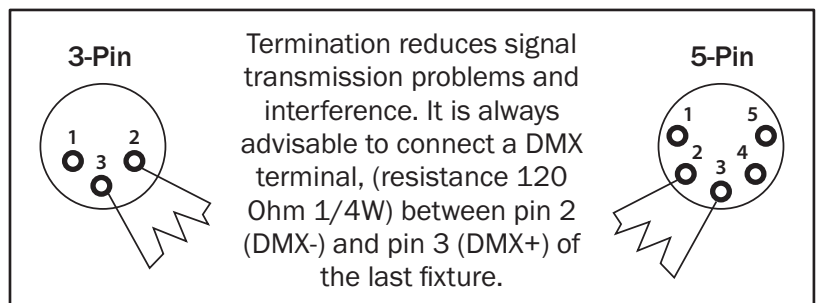 3-Pin
1 2
3
Termination reduces signal
transmission problems and
interference. It is always
advisable to connect a DMX
terminal, (resistance 120
Ohm 1/4W) between pin 2
(DMX-) and pin 3 (DMX+) of
the last fixture.
5-Pin
1 5
2 4
3